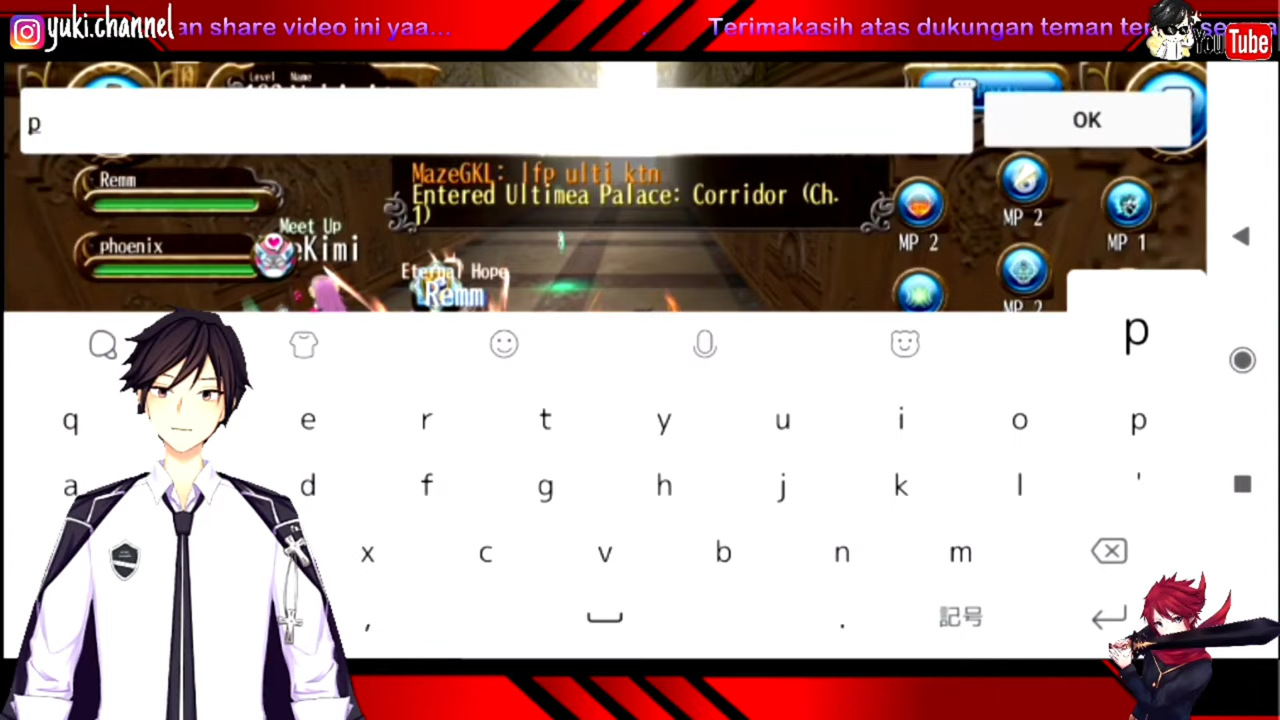 yuki.channel
an share video ini yaa...
Terimakasih atas dukungan teman
YouTube
Level Name
p
OK
Remm
MazeGKL: lfp ulti ktn
Entered Ultimea Palace: Corridor (Ch.
1)
MP 2
MP 2
MP 1
Meet Up
phoenix
Kimi
Eternal Hope
Remm
MP 2
p
q e r t y u i o p
a d f g h j k l '
x c v b n m
, . 記号